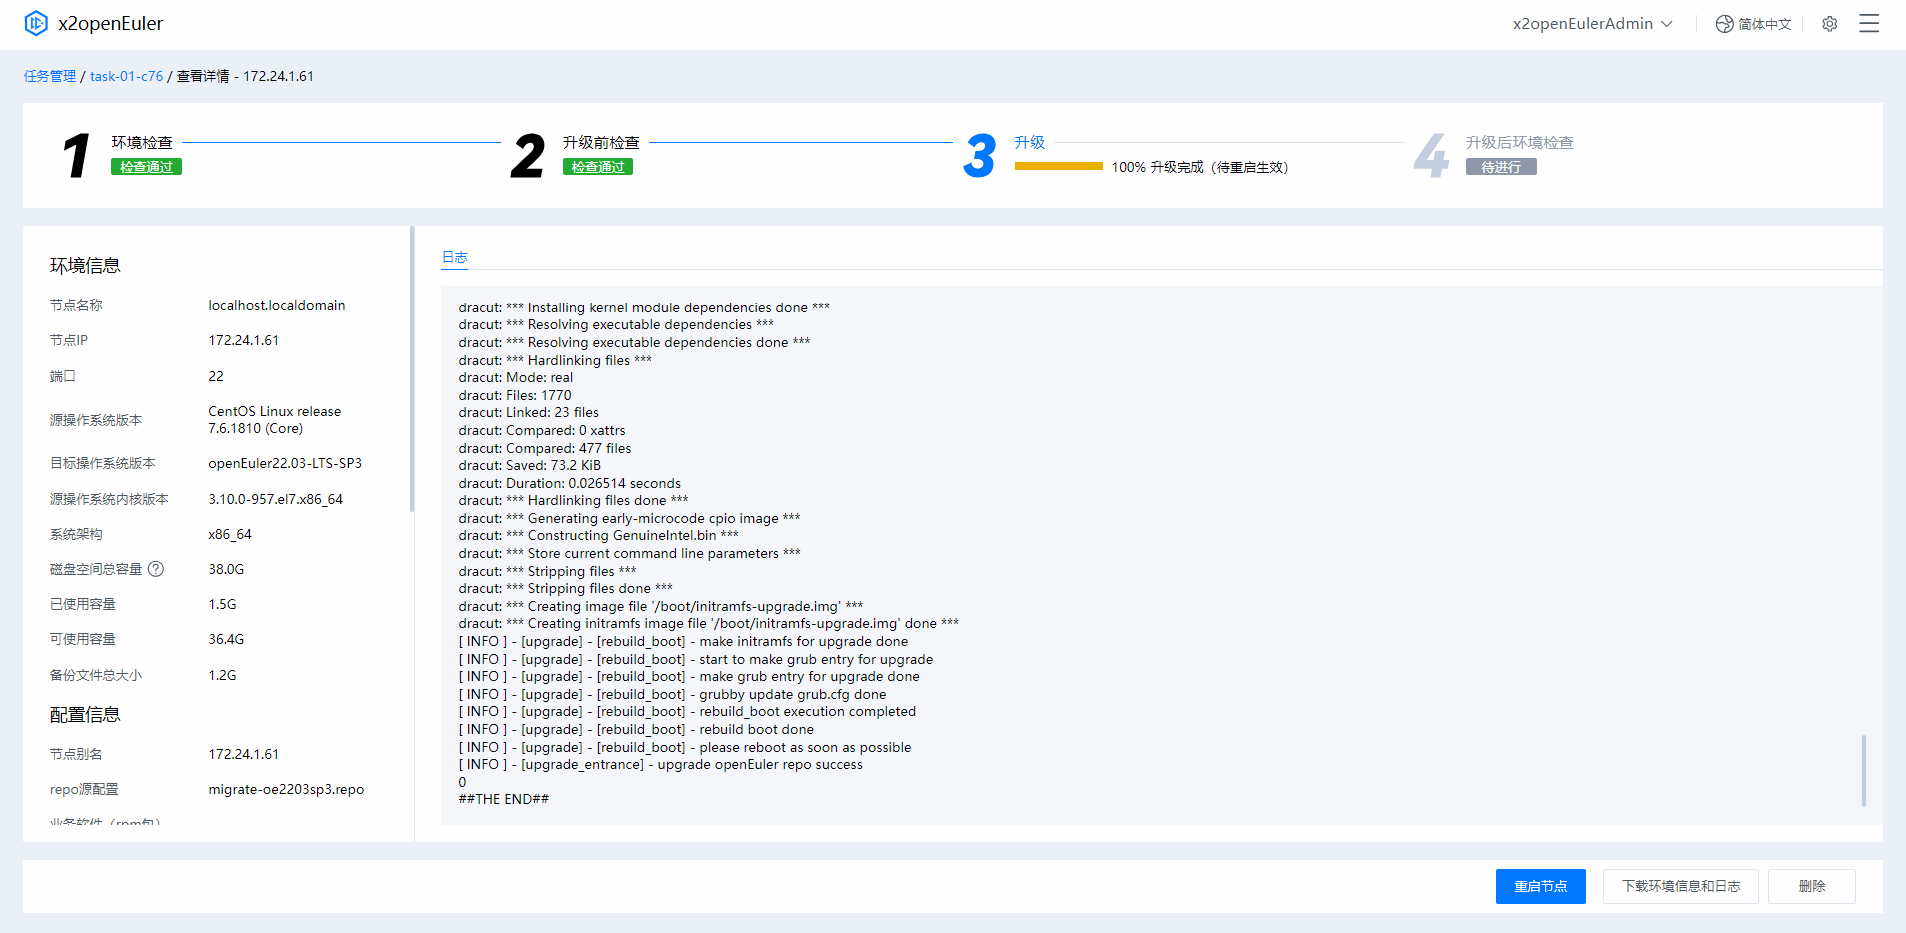 x2openEuler
x2openEulerAdmin
简体中文
任务管理 / task-01-c76 / 查看详情 - 172.24.1.61
1
环境检查
检查通过
2
升级前检查
检查通过
3
升级
100% 升级完成（待重启生效）
4
升级后环境检查
待进行
环境信息
节点名称 localhost.localdomain
节点IP 172.24.1.61
端口 22
源操作系统版本 CentOS Linux release
7.6.1810 (Core)
目标操作系统版本 openEuler22.03-LTS-SP3
源操作系统内核版本 3.10.0-957.el7.x86_64
系统架构 x86_64
磁盘空间总容量 ? 38.0G
已使用容量 1.5G
可使用容量 36.4G
备份文件总大小 1.2G
配置信息
节点别名 172.24.1.61
repo源配置 migrate-oe2203sp3.repo
业务软件（rpm包）
日志
dracut: *** Installing kernel module dependencies done ***
dracut: *** Resolving executable dependencies ***
dracut: *** Resolving executable dependencies done ***
dracut: *** Hardlinking files ***
dracut: Mode: real
dracut: Files: 1770
dracut: Linked: 23 files
dracut: Compared: 0 xattrs
dracut: Compared: 477 files
dracut: Saved: 73.2 KiB
dracut: Duration: 0.026514 seconds
dracut: *** Hardlinking files done ***
dracut: *** Generating early-microcode cpio image ***
dracut: *** Constructing GenuineIntel.bin ***
dracut: *** Store current command line parameters ***
dracut: *** Stripping files ***
dracut: *** Stripping files done ***
dracut: *** Creating image file '/boot/initramfs-upgrade.img' ***
dracut: *** Creating initramfs image file '/boot/initramfs-upgrade.img' done ***
[ INFO ] - [upgrade] - [rebuild_boot] - make initramfs for upgrade done
[ INFO ] - [upgrade] - [rebuild_boot] - start to make grub entry for upgrade
[ INFO ] - [upgrade] - [rebuild_boot] - make grub entry for upgrade done
[ INFO ] - [upgrade] - [rebuild_boot] - grubby update grub.cfg done
[ INFO ] - [upgrade] - [rebuild_boot] - rebuild_boot execution completed
[ INFO ] - [upgrade] - [rebuild_boot] - rebuild boot done
[ INFO ] - [upgrade] - [rebuild_boot] - please reboot as soon as possible
[ INFO ] - [upgrade_entrance] - upgrade openEuler repo success
0
##THE END##
重启节点
下载环境信息和日志
删除